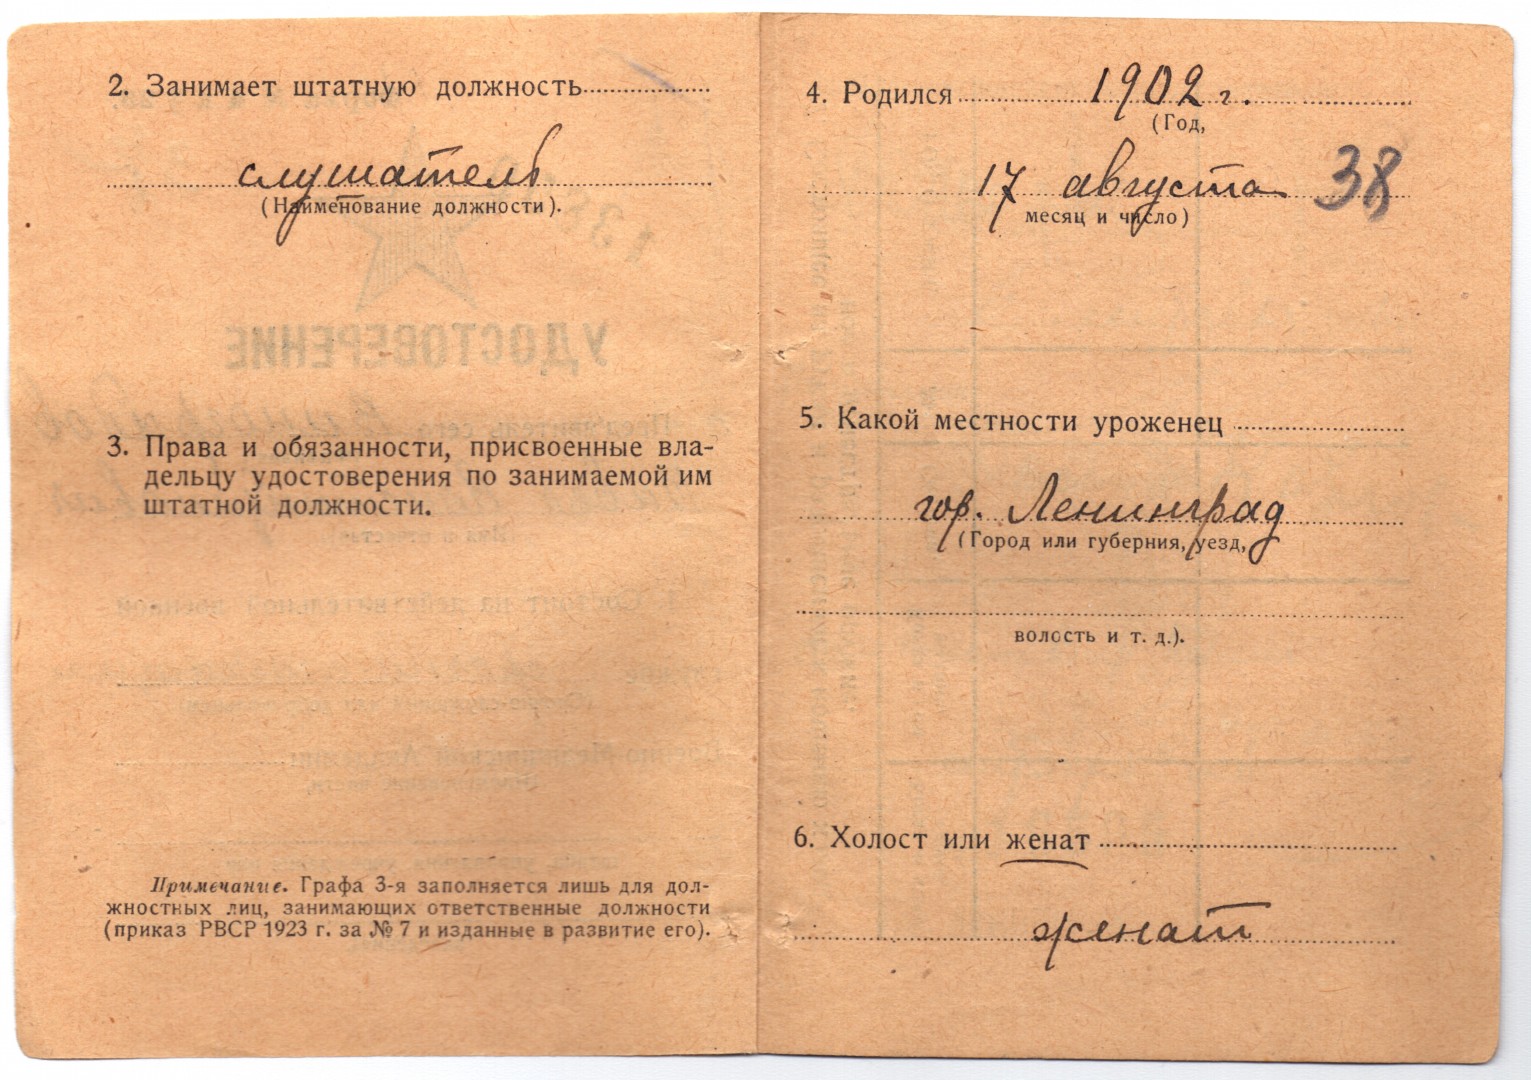 2. Занимает штатную должность
слушатель
(Наименование должности).
3. Права и обязанности, присвоенные вла-
дельцу удостоверения по занимаемой им
штатной должности.
Примечание. Графа 3-я заполняется лишь для дол-
жностных лиц, занимающих ответственные должности
(приказ РВСР 1923 г. за № 7 и изданные в развитие его).
4. Родился 1902 г.
(Год,
17 августа 38
месяц и число)
5. Какой местности уроженец
гор. Ленинград
(Город или губерния, уезд,
волость и т. д.).
6. Холост или женат
женат